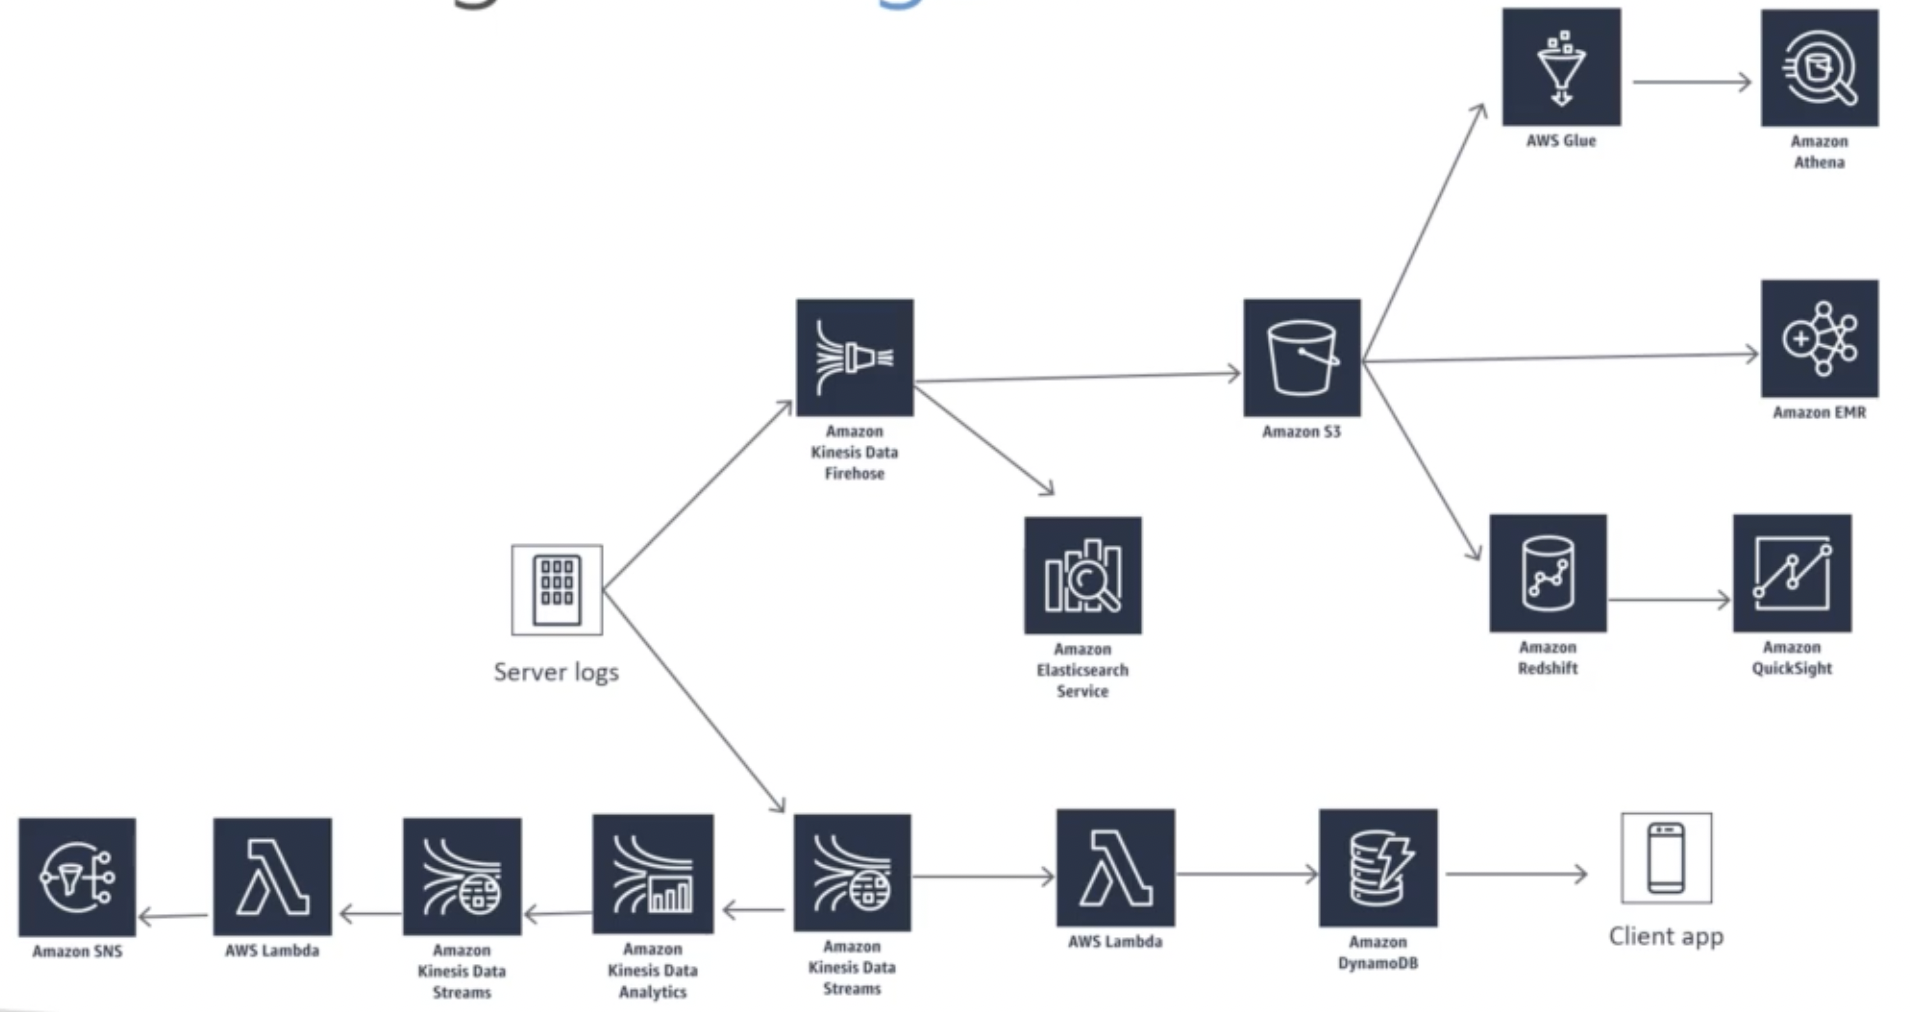 AWS Glue
Amazon
Athena
Amazon EMR
Amazon
Kinesis Data
Firehose
Amazon S3
Amazon
Elasticsearch
Service
Amazon
Redshift
Amazon
QuickSight
Server logs
Amazon SNS
AWS Lambda
Amazon
Kinesis Data
Streams
Amazon
Kinesis Data
Analytics
Amazon
Kinesis Data
Streams
AWS Lambda
Amazon
DynamoDB
Client app